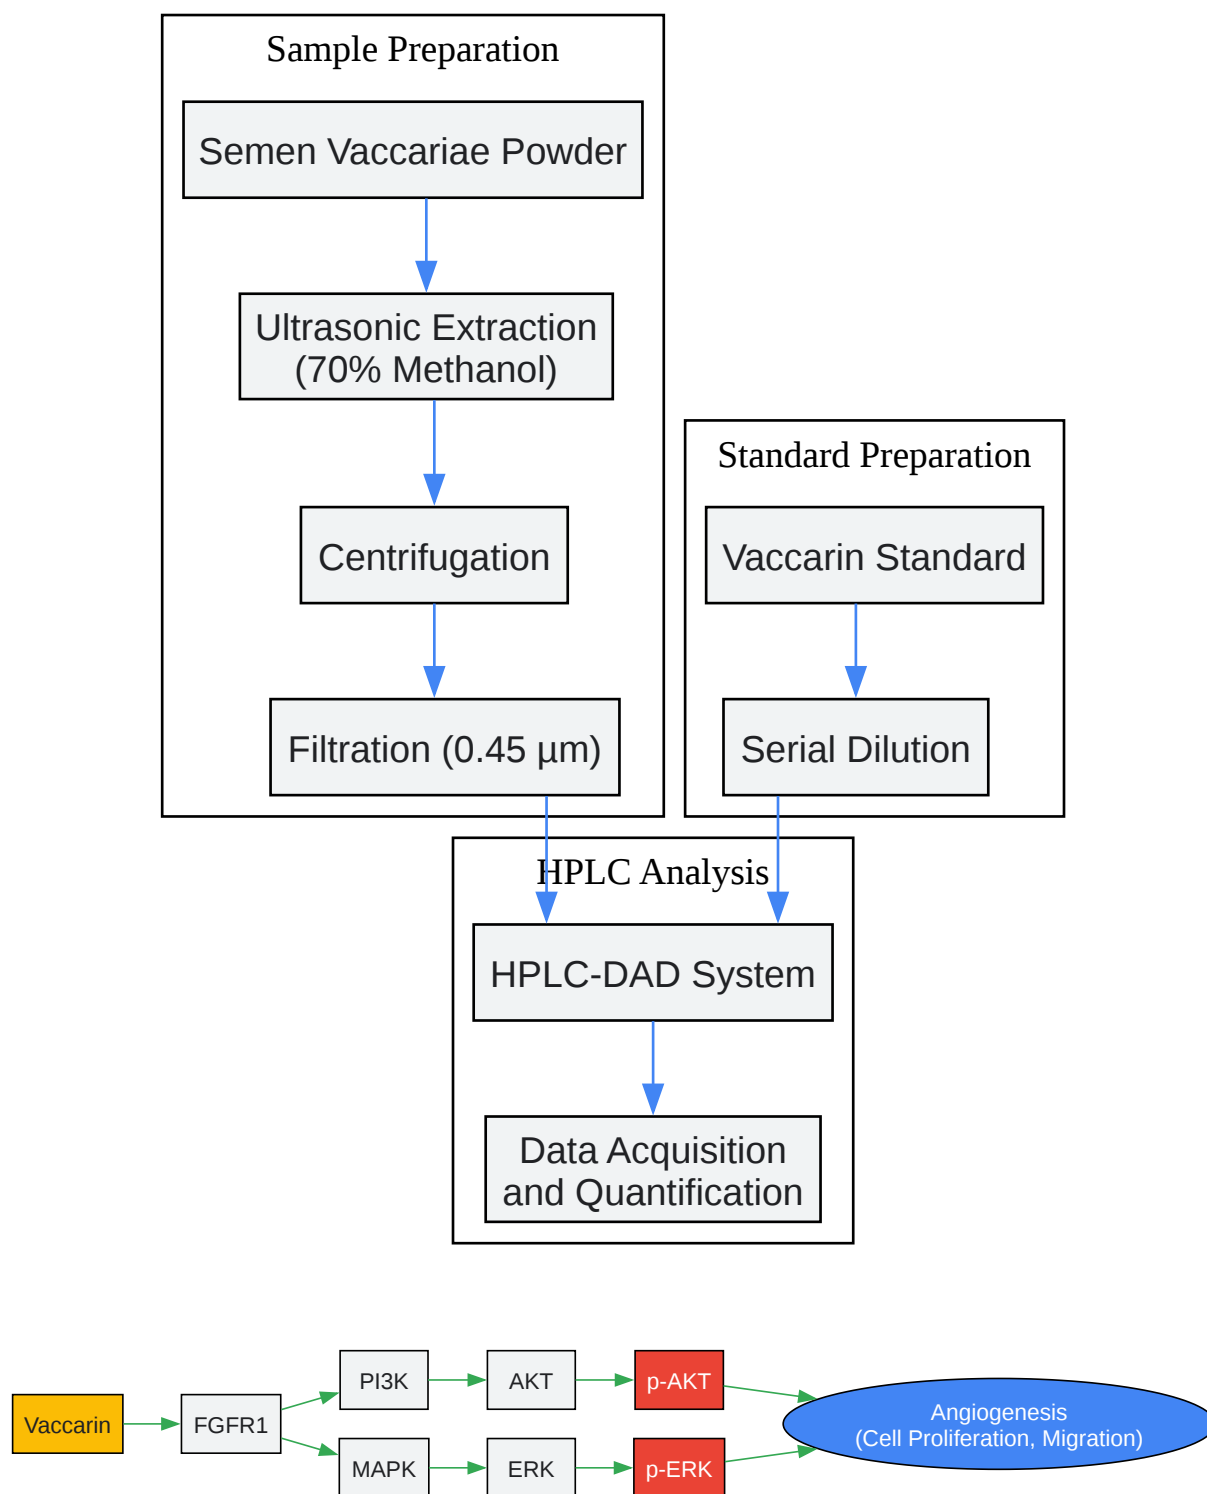 Sample Preparation
Semen Vaccariae Powder
Ultrasonic Extraction
(70% Methanol)
Centrifugation
Filtration (0.45 µm)
Standard Preparation
Vaccarin Standard
Serial Dilution
HPLC Analysis
HPLC-DAD System
Data Acquisition
and Quantification
Vaccarin
FGFR1
PI3K
AKT
p-AKT
MAPK
ERK
p-ERK
Angiogenesis
(Cell Proliferation, Migration)